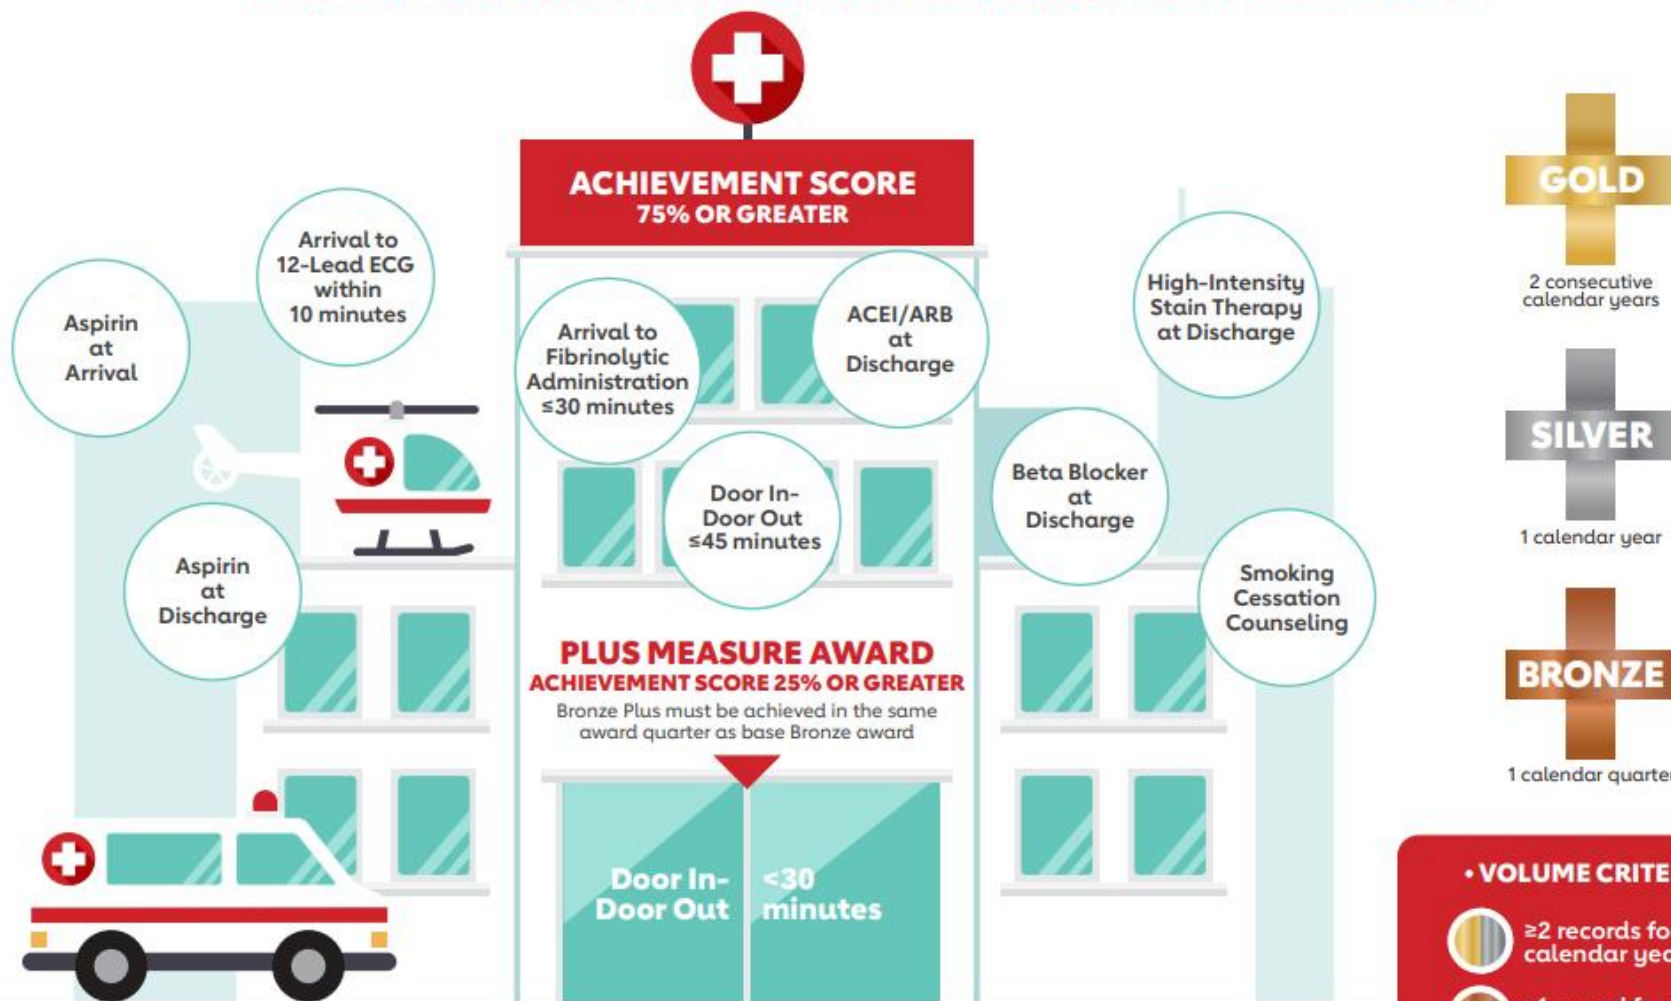 ACHIEVEMENT SCORE
75% OR GREATER
Aspirin
at
Arrival
Arrival to
12-Lead ECG
within
10 minutes
Arrival to
Fibrinolytic
Administration
≤30 minutes
ACEI/ARB
at
Discharge
High-Intensity
Stain Therapy
at Discharge
Aspirin
at
Discharge
Door In-
Door Out
≤45 minutes
Beta Blocker
at
Discharge
Smoking
Cessation
Counseling
PLUS MEASURE AWARD
ACHIEVEMENT SCORE 25% OR GREATER
Bronze Plus must be achieved in the same
award quarter as base Bronze award
Door In-
Door Out
<30
minutes
GOLD
2 consecutive
calendar years
SILVER
1 calendar year
BRONZE
1 calendar quarter
• VOLUME CRITE
≥2 records fo
calendar yea